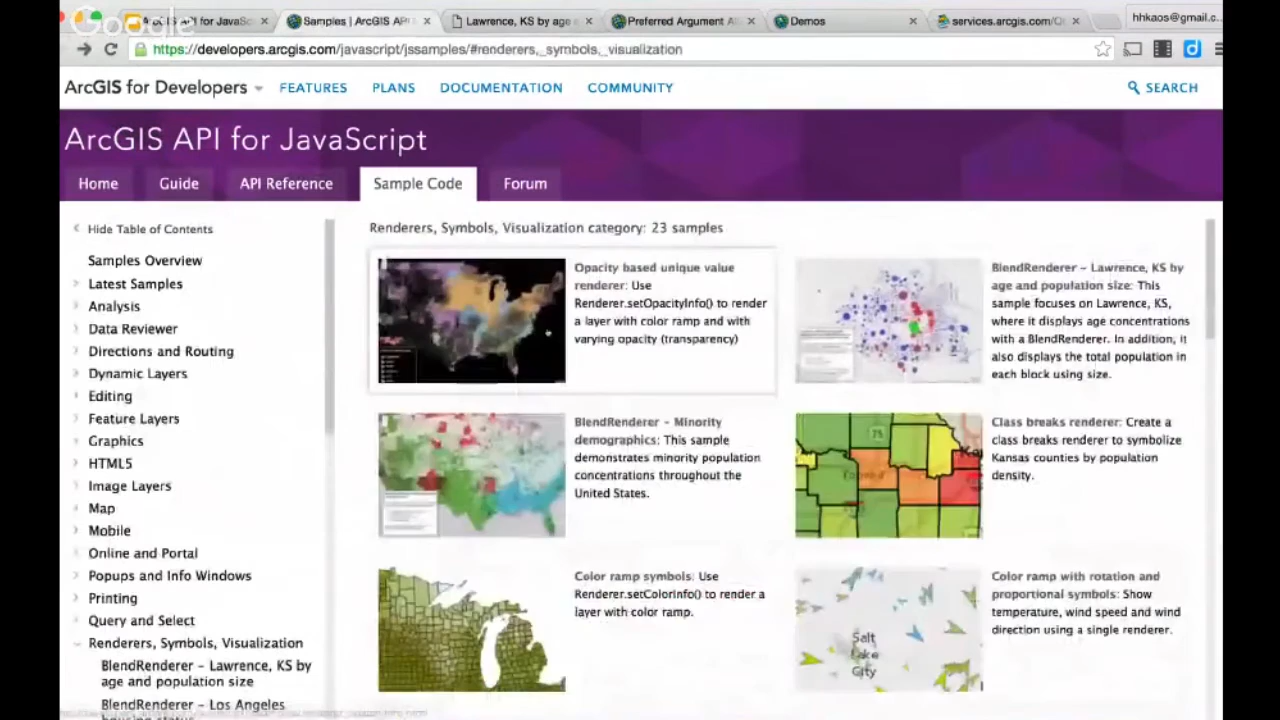 Google
API for JavaSc
Samples | ArcGIS API
Lawrence, KS by age
Preferred Argument
Demos
services.arcgis.com/
hhkaos@gmail.c...
https://developers.arcgis.com/javascript/jssamples/#renderers,_symbols,_visualization
ArcGIS for Developers
FEATURES
PLANS
DOCUMENTATION
COMMUNITY
SEARCH
ArcGIS API for JavaScript
Home
Guide
API Reference
Sample Code
Forum
Hide Table of Contents
Samples Overview
Latest Samples
Analysis
Data Reviewer
Directions and Routing
Dynamic Layers
Editing
Feature Layers
Graphics
HTML5
Image Layers
Map
Mobile
Online and Portal
Popups and Info Windows
Printing
Query and Select
Renderers, Symbols, Visualization
BlendRenderer - Lawrence, KS by
age and population size
BlendRenderer - Los Angeles
housing status
Renderers, Symbols, Visualization category: 23 samples
Opacity based unique value
renderer: Use
Renderer.setOpacityInfo() to render
a layer with color ramp and with
varying opacity (transparency)
BlendRenderer - Lawrence, KS by
age and population size: This
sample focuses on Lawrence, KS,
where it displays age concentrations
with a BlendRenderer. In addition, it
also displays the total population in
each block using size.
BlendRenderer - Minority
demographics: This sample
demonstrates minority population
concentrations throughout the
United States.
75
Topeka
Class breaks renderer: Create a
class breaks renderer to symbolize
Kansas counties by population
density.
Color ramp symbols: Use
Renderer.setColorInfo() to render a
layer with color ramp.
Salt
Lake
City
Color ramp with rotation and
proportional symbols: Show
temperature, wind speed and wind
direction using a single renderer.